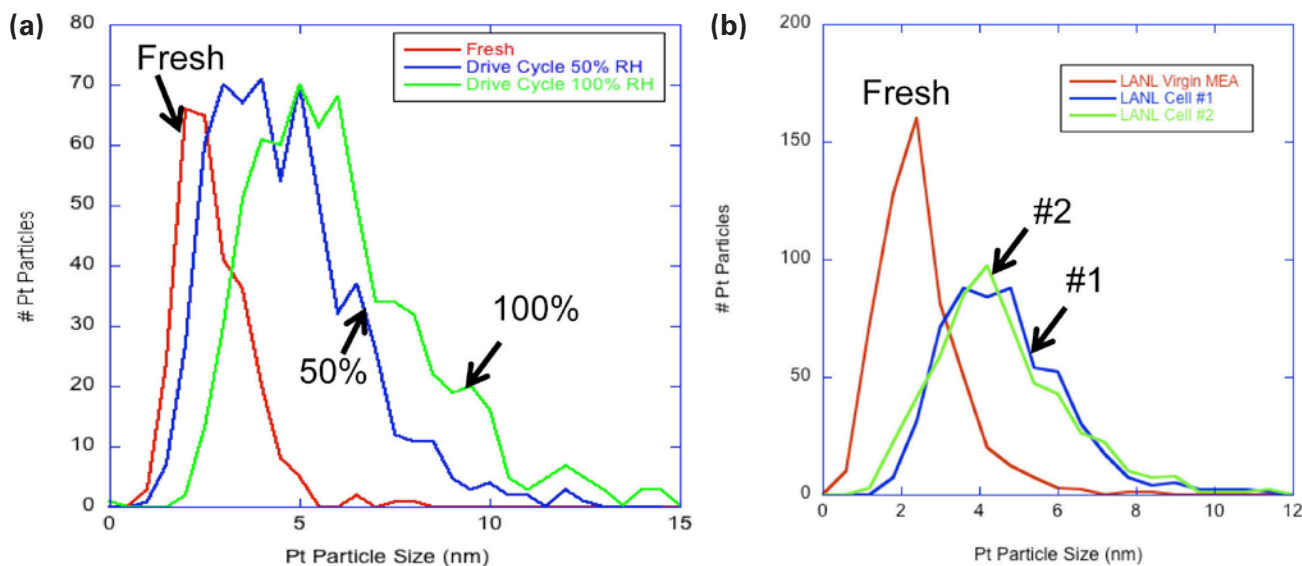 (a)
80
70
60
50
40
30
20
10
0
# Pt Particles
Fresh
Fresh
Drive Cycle 50% RH
Drive Cycle 100% RH
50%
100%
0 5 10 15
Pt Particle Size (nm)
(b)
200
150
100
50
0
# Pt Particles
Fresh
LANL Virgin MEA
LANL Cell #1
LANL Cell #2
#2
#1
0 2 4 6 8 10 12
Pt Particle Size (nm)